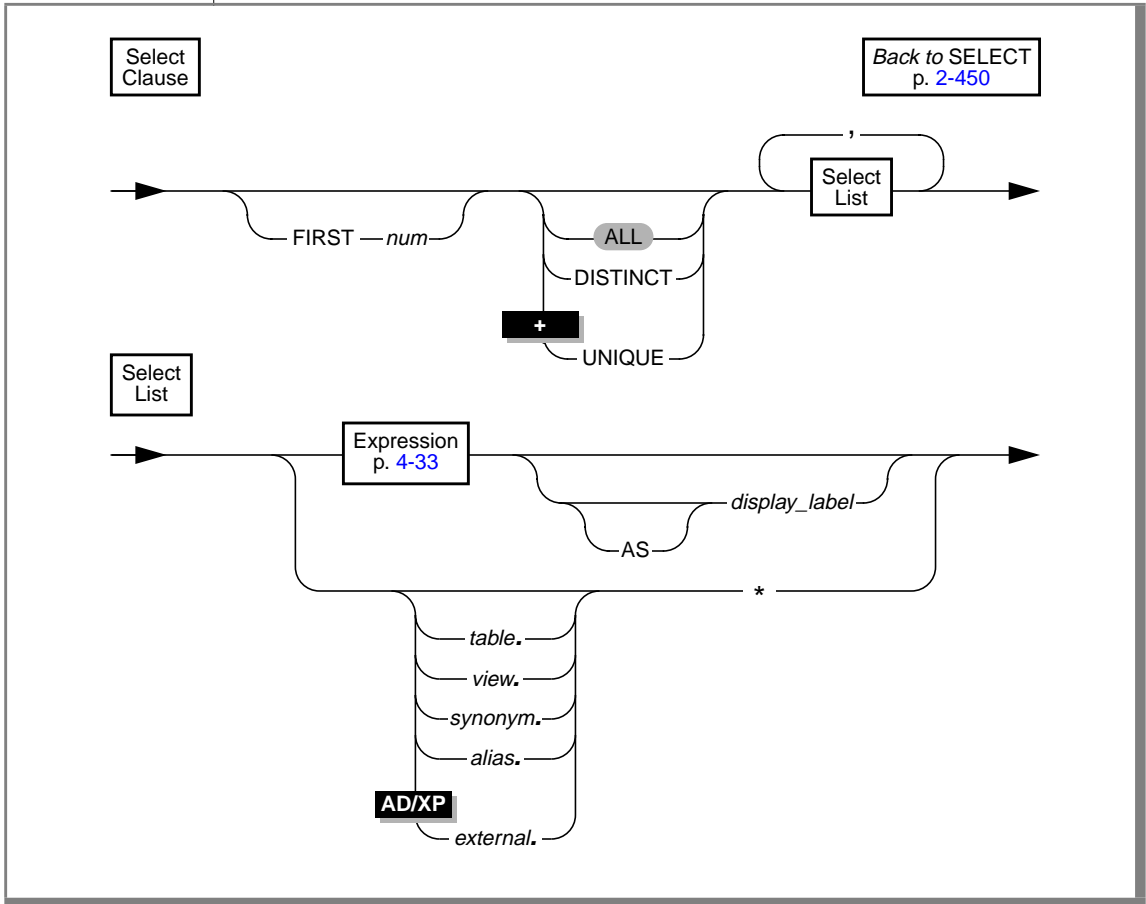 Select
Clause
Back to SELECT
p. 2-450
,
Select
List
FIRST num
ALL
DISTINCT
+
UNIQUE
Select
List
Expression
p. 4-33
display_label
AS
*
table.
view.
synonym.
alias.
AD/XP
external.